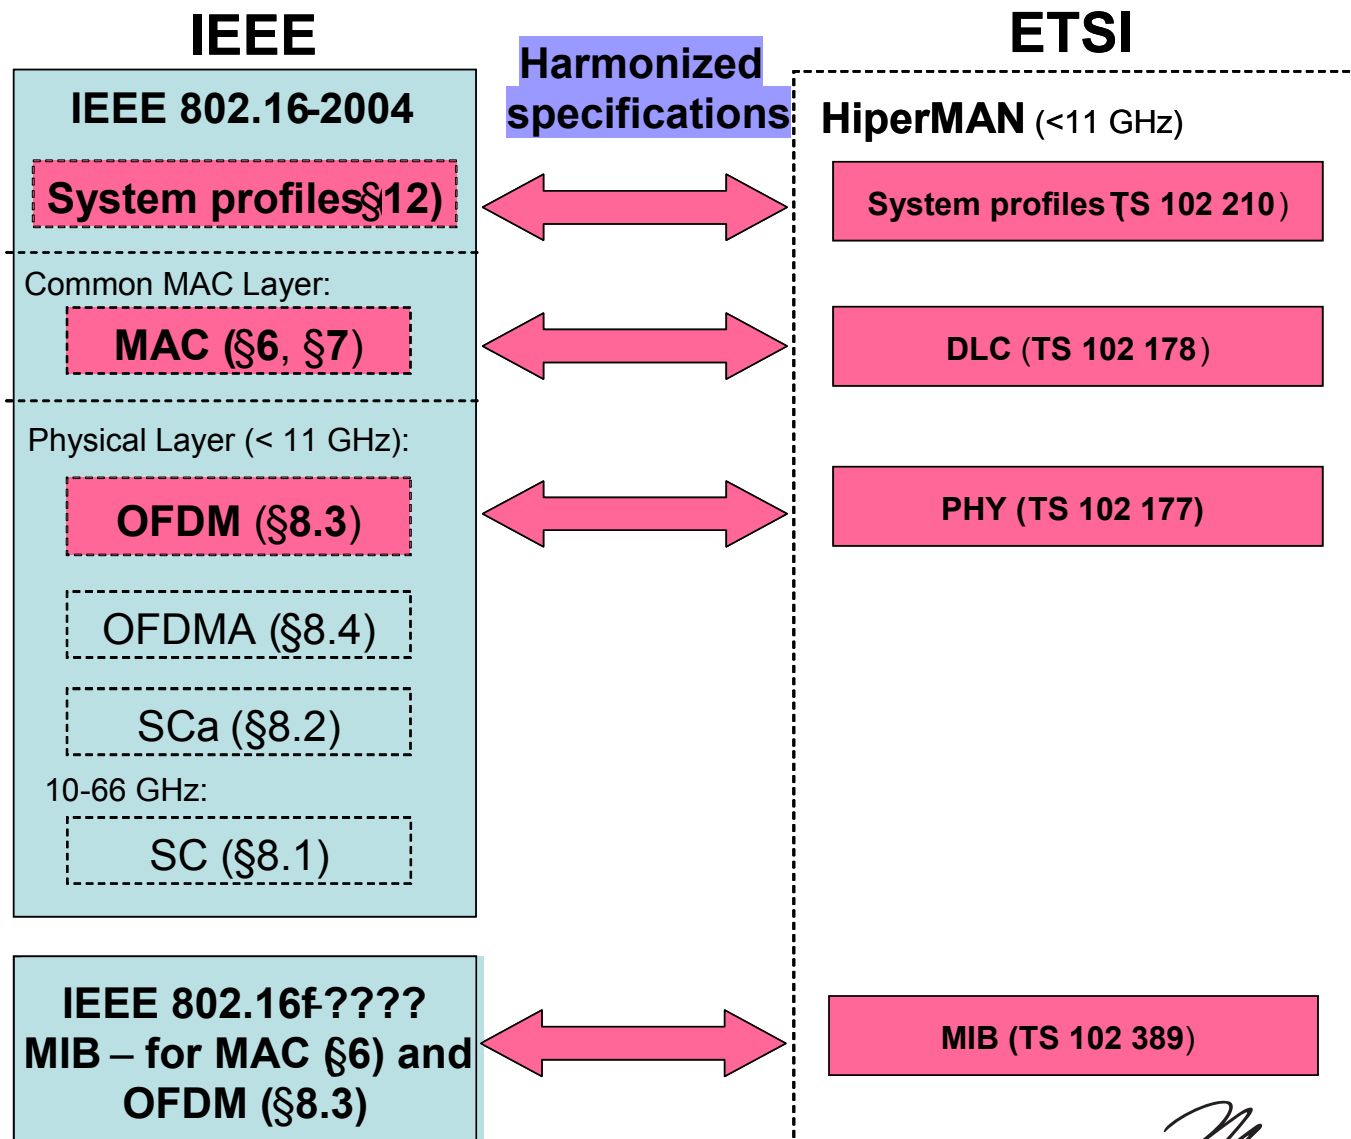 IEEE
IEEE 802.16-2004
System profiles§12)
Common MAC Layer:
MAC (§6, §7)
Physical Layer (< 11 GHz):
OFDM (§8.3)
OFDMA (§8.4)
SCa (§8.2)
10-66 GHz:
SC (§8.1)
IEEE 802.16f-????
MIB – for MAC (§6) and
OFDM (§8.3)
Harmonized
specifications
ETSI
HiperMAN (<11 GHz)
System profiles (TS 102 210)
DLC (TS 102 178)
PHY (TS 102 177)
MIB (TS 102 389)